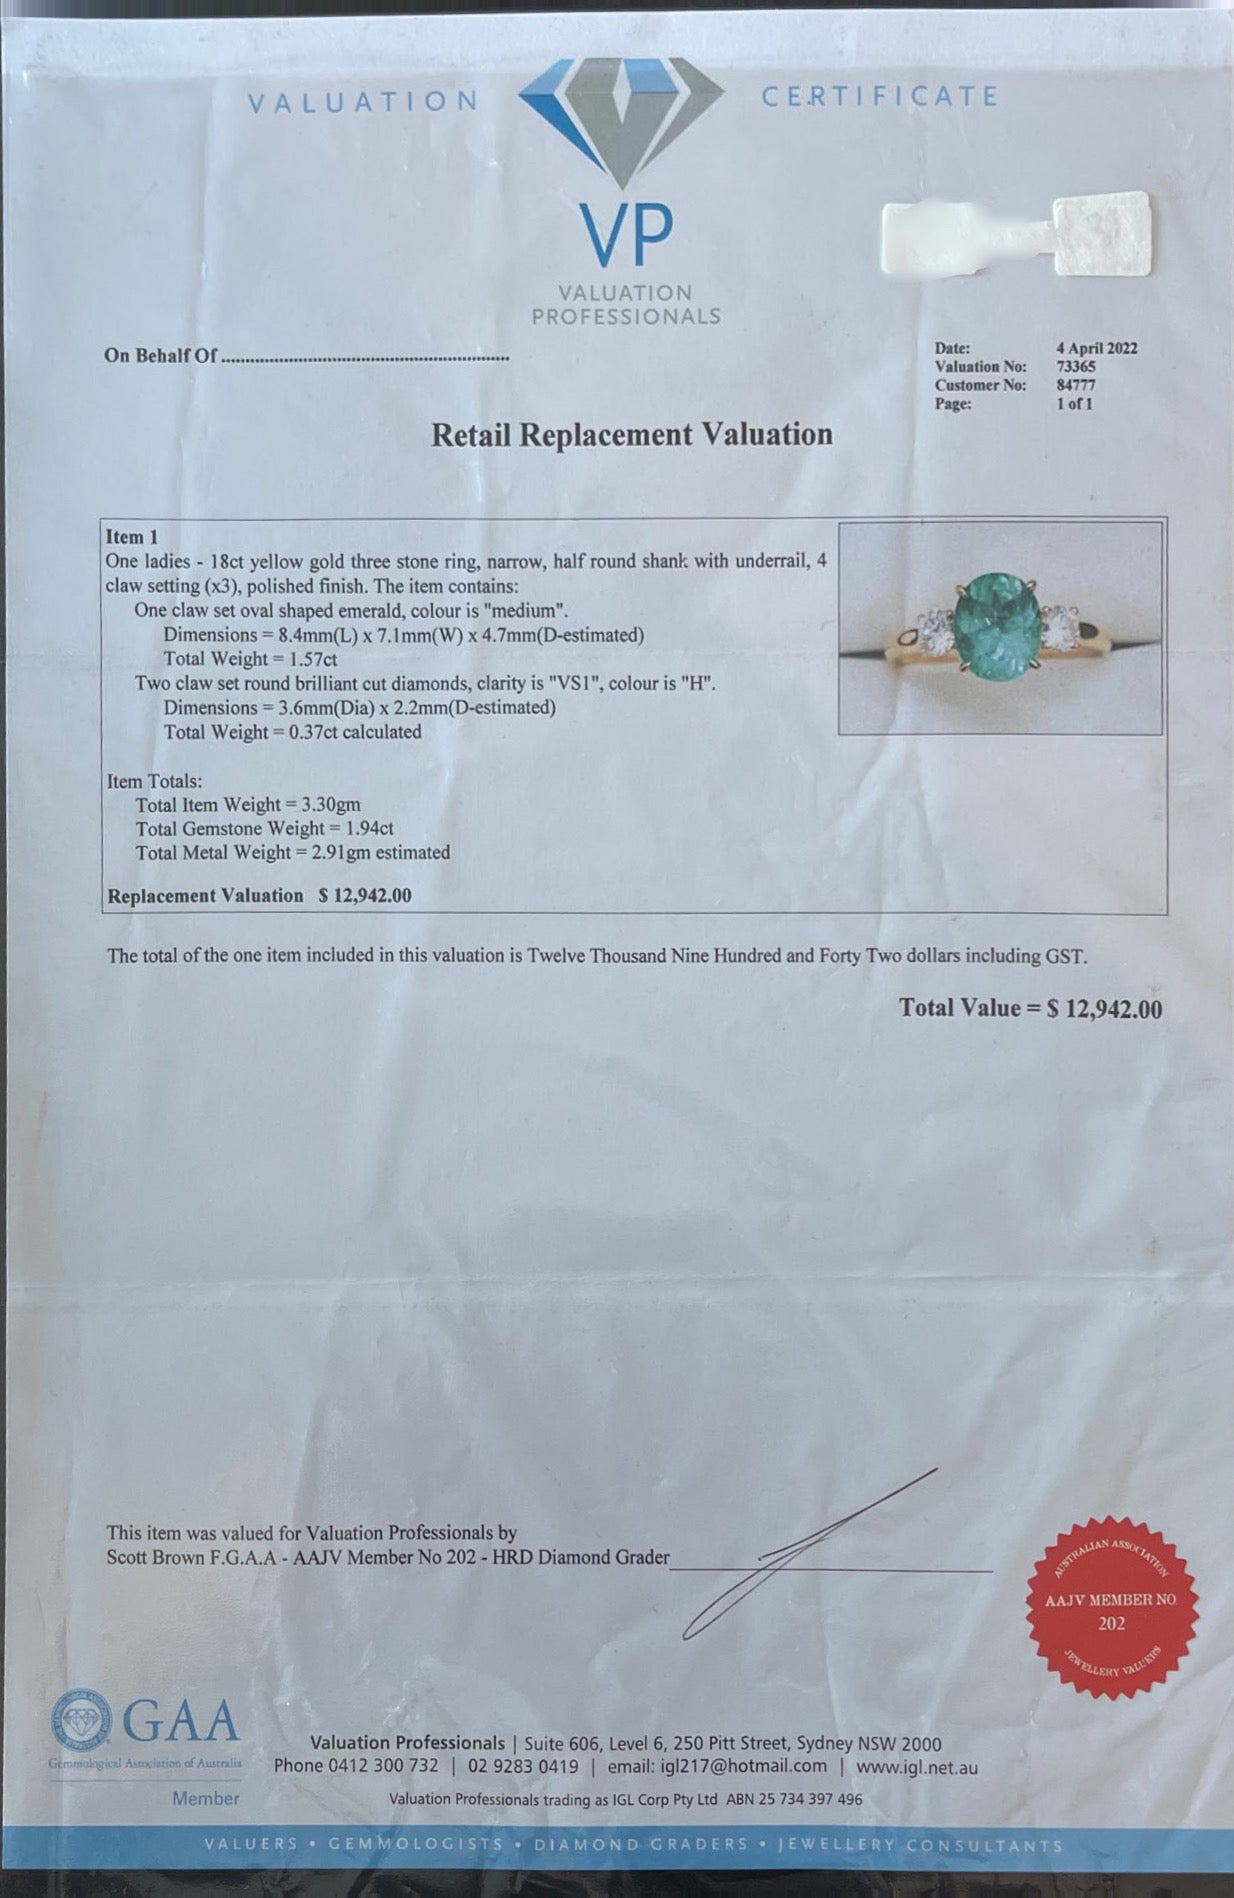 VALUATION CERTIFICATE
VP
VALUATION
PROFESSIONALS
On Behalf Of ............................................................
Date: 4 April 2022
Valuation No: 73365
Customer No: 84777
Page: 1 of 1
Retail Replacement Valuation
Item 1
One ladies - 18ct yellow gold three stone ring, narrow, half round shank with underrail, 4
claw setting (x3), polished finish. The item contains:
One claw set oval shaped emerald, colour is "medium".
Dimensions = 8.4mm(L) x 7.1mm(W) x 4.7mm(D-estimated)
Total Weight = 1.57ct
Two claw set round brilliant cut diamonds, clarity is "VS1", colour is "H".
Dimensions = 3.6mm(Dia) x 2.2mm(D-estimated)
Total Weight = 0.37ct calculated
Item Totals:
Total Item Weight = 3.30gm
Total Gemstone Weight = 1.94ct
Total Metal Weight = 2.91gm estimated
Replacement Valuation $ 12,942.00
The total of the one item included in this valuation is Twelve Thousand Nine Hundred and Forty Two dollars including GST.
Total Value = $ 12,942.00
This item was valued for Valuation Professionals by
Scott Brown F.G.A.A - AAJV Member No 202 - HRD Diamond Grader
AUSTRALIAN ASSOCIATION
AAJV MEMBER NO
202
JEWELLERY VALUERS
GAA
Gemmological Association of Australia
Member
Valuation Professionals | Suite 606, Level 6, 250 Pitt Street, Sydney NSW 2000
Phone 0412 300 732 | 02 9283 0419 | email: igl217@hotmail.com | www.igl.net.au
Valuation Professionals trading as IGL Corp Pty Ltd ABN 25 734 397 496
VALUERS • GEMMOLOGISTS • DIAMOND GRADERS • JEWELLERY CONSULTANTS